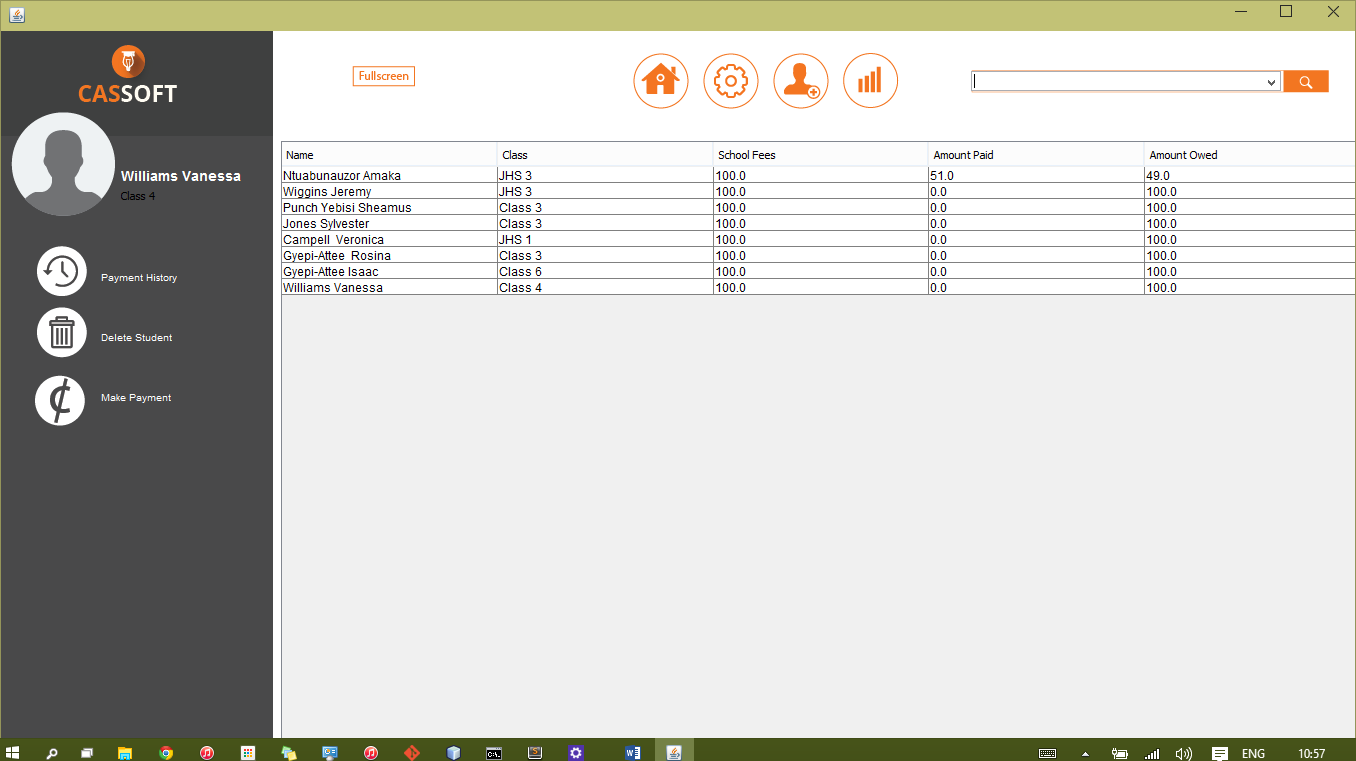 CASSOFT
Williams Vanessa
Class 4
Payment History
Delete Student
Make Payment
Fullscreen
Name Class School Fees Amount Paid Amount Owed
Ntuabunauzor Amaka JHS 3 100.0 51.0 49.0
Wiggins Jeremy JHS 3 100.0 0.0 100.0
Punch Yebisi Sheamus Class 3 100.0 0.0 100.0
Jones Sylvester Class 3 100.0 0.0 100.0
Campell  Veronica JHS 1 100.0 0.0 100.0
Gyepi-Attee  Rosina Class 3 100.0 0.0 100.0
Gyepi-Attee Isaac Class 6 100.0 0.0 100.0
Williams Vanessa Class 4 100.0 0.0 100.0
ENG 10:57